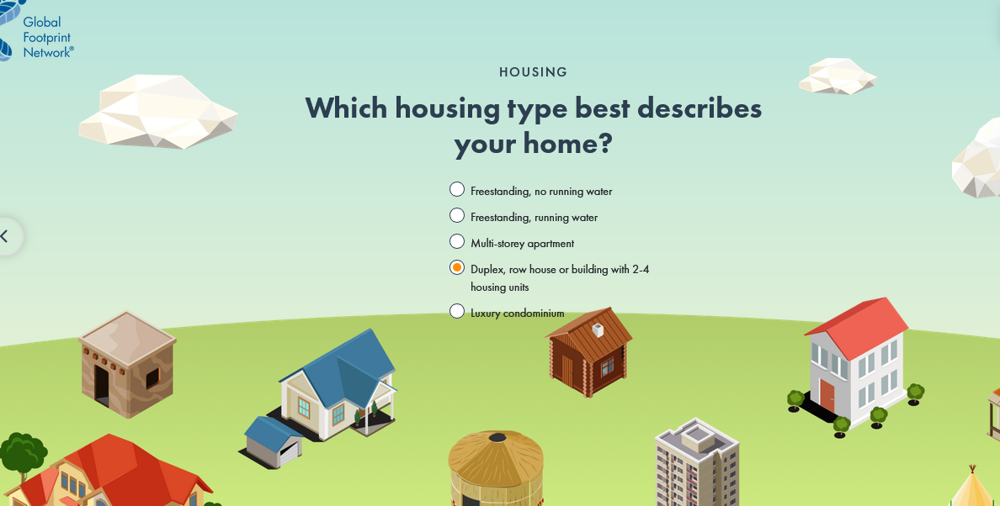 Global
Footprint
Network®
HOUSING
Which housing type best describes
your home?
Freestanding, no running water
Freestanding, running water
Multi-storey apartment
Duplex, row house or building with 2-4
housing units
Luxury condominium